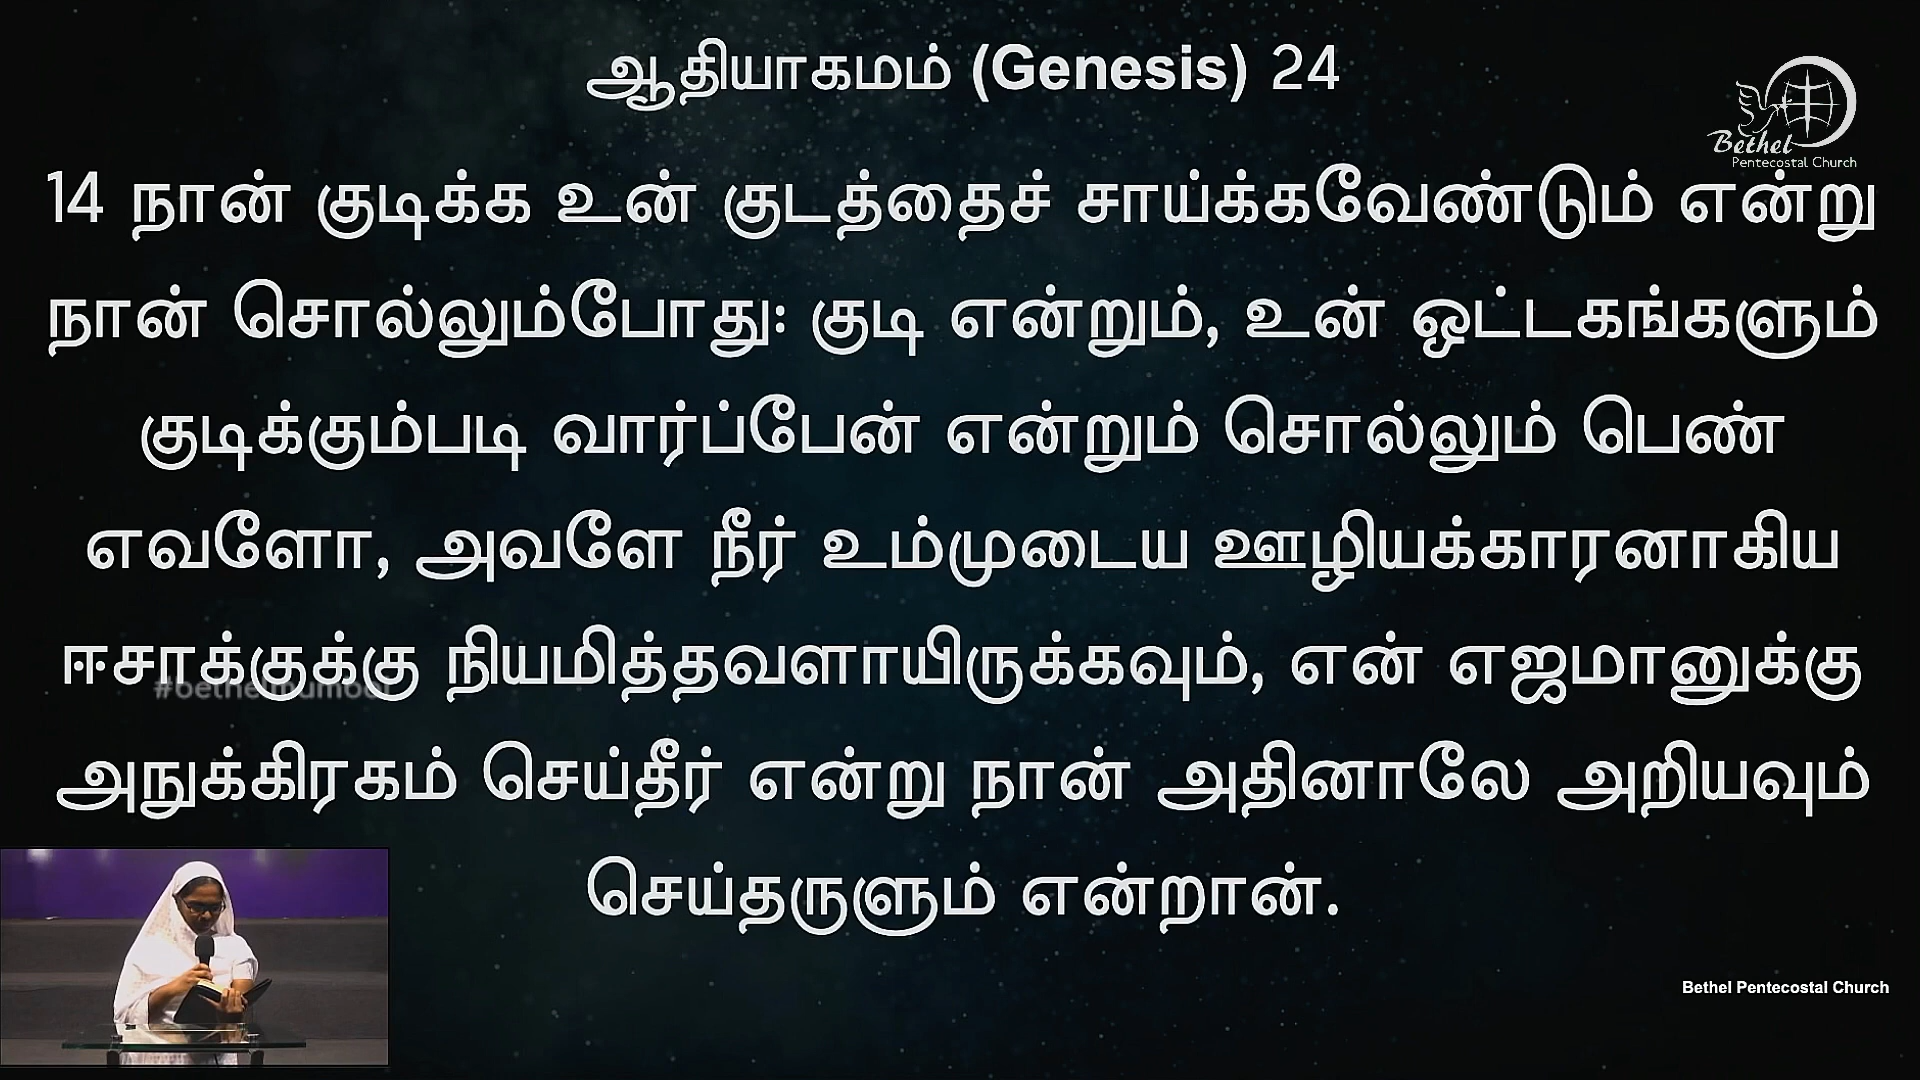 ஆதியாகமம் (Genesis) 24
Bethel
Pentecostal Church
14 நான் குடிக்க உன் குடத்தைச் சாய்க்கவேண்டும் என்று
நான் சொல்லும்போது: குடி என்றும், உன் ஒட்டகங்களும்
குடிக்கும்படி வார்ப்பேன் என்றும் சொல்லும் பெண்
எவளோ, அவளே நீர் உம்முடைய ஊழியக்காரனாகிய
ஈசாக்குக்கு நியமித்தவளாயிருக்கவும், என் எஜமானுக்கு
#bethelmumbai
அநுக்கிரகம் செய்தீர் என்று நான் அதினாலே அறியவும்
செய்தருளும் என்றான்.
Bethel Pentecostal Church